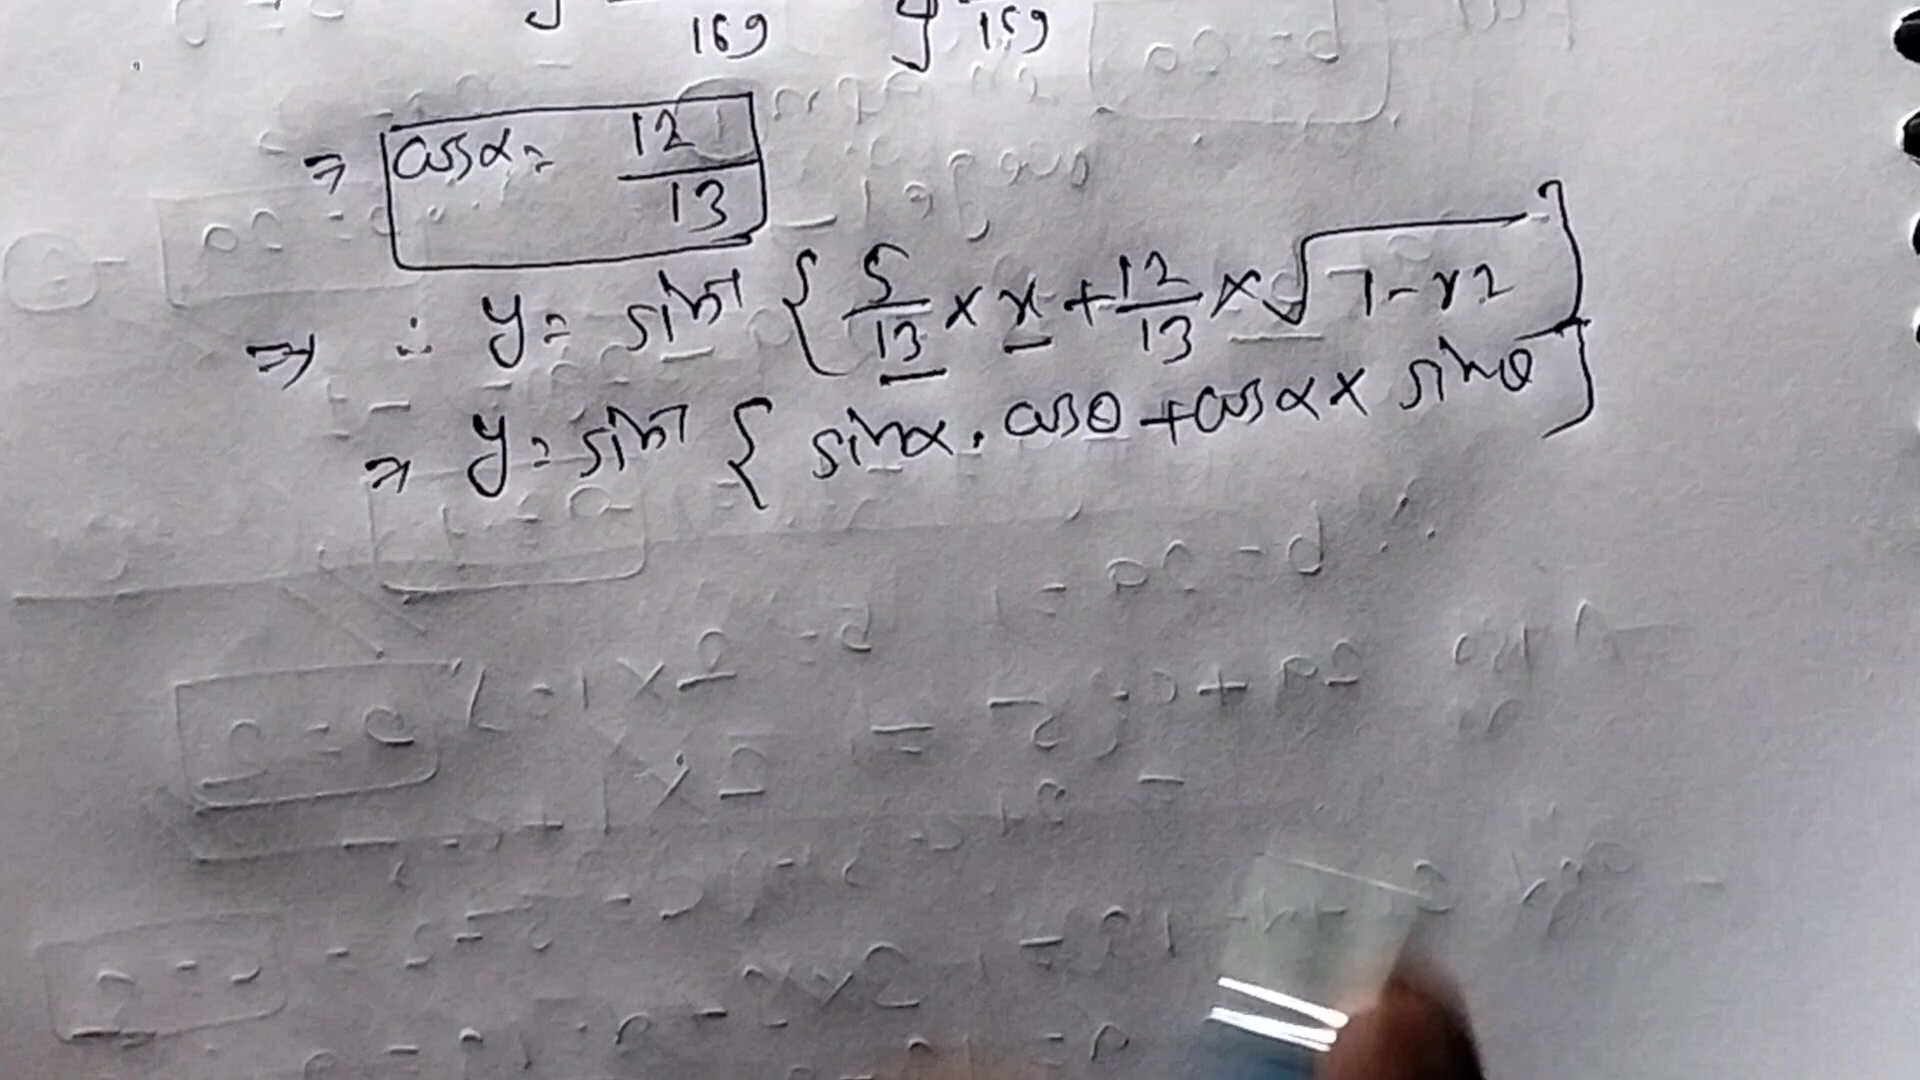 169 169
⇒ cosα = 12/13
⇒ ∴ y = sin⁻¹ { 5/13 × x + 12/13 × √1-x2 }
⇒ y = sin⁻¹ { sinα . cosθ + cosα × sinθ }